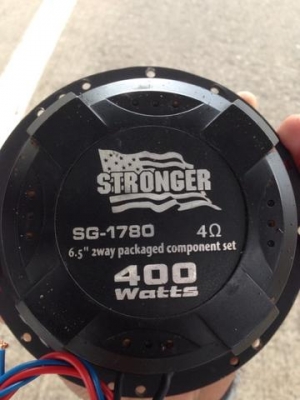 STRONGER
SG-1780 4Ω
6.5" 2way packaged component set
400
Watts